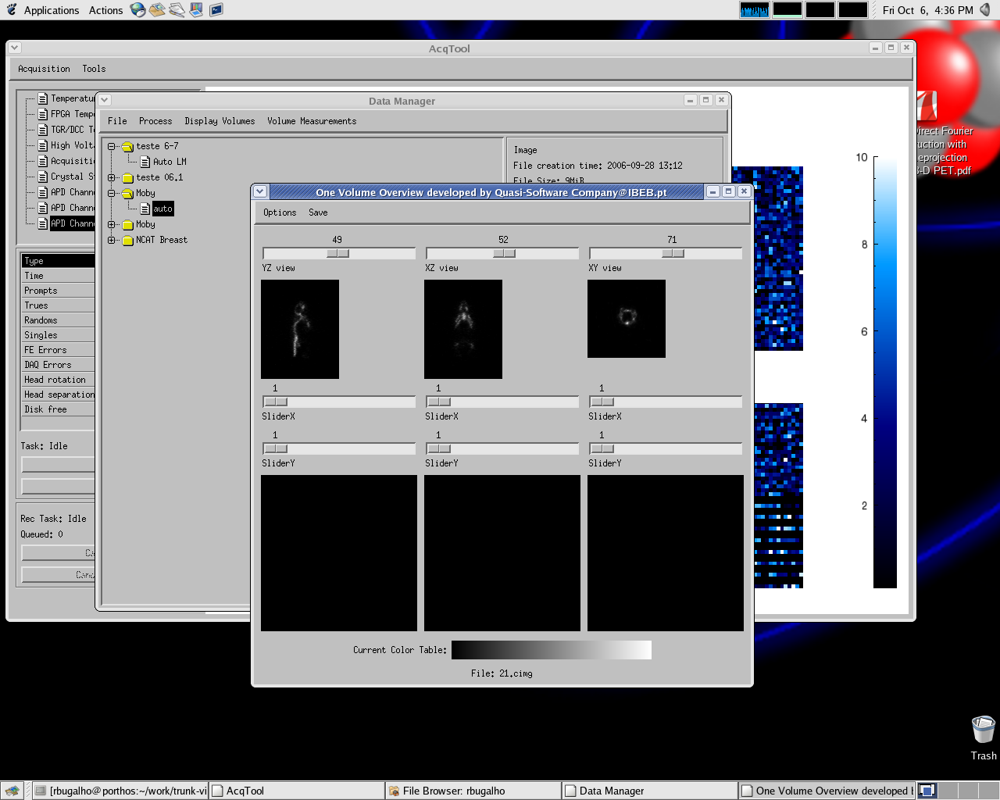 Applications Actions
Fri Oct 6, 4:36 PM
AcqTool
Acquisition Tools
Temperatu
FPGA Tempe
TGR/DCC T
High Volta
Acquisitio
Crystal S
APD Chann
APD Chann
APD Chann
Type
Time
Prompts
Trues
Randoms
Singles
FE Errors
DAQ Errors
Head rotation
Head separation
Disk free
Task: Idle
Rec Task: Idle
Queued: 0
Data Manager
File Process Display Volumes Volume Measurements
teste 6-7
Auto LM
teste 06.1
Moby
auto
Moby
NCAT Breast
Image
File creation time: 2006-09-28 13:12
File Size: 9MiB
One Volume Overview developed by Quasi-Software Company@IBEB.pt
Options Save
49 52 71
YZ view XZ view XY view
1 1 1
SliderX SliderX SliderX
1 1 1
SliderY SliderY SliderY
Current Color Table:
File: 21.cimg
10
8
6
4
2
irect Fourier
uction with
eprojection
-D PET.pdf
Trash
[rbugalho@porthos:~/work/trunk-vi
AcqTool
File Browser: rbugalho
Data Manager
One Volume Overview developed b